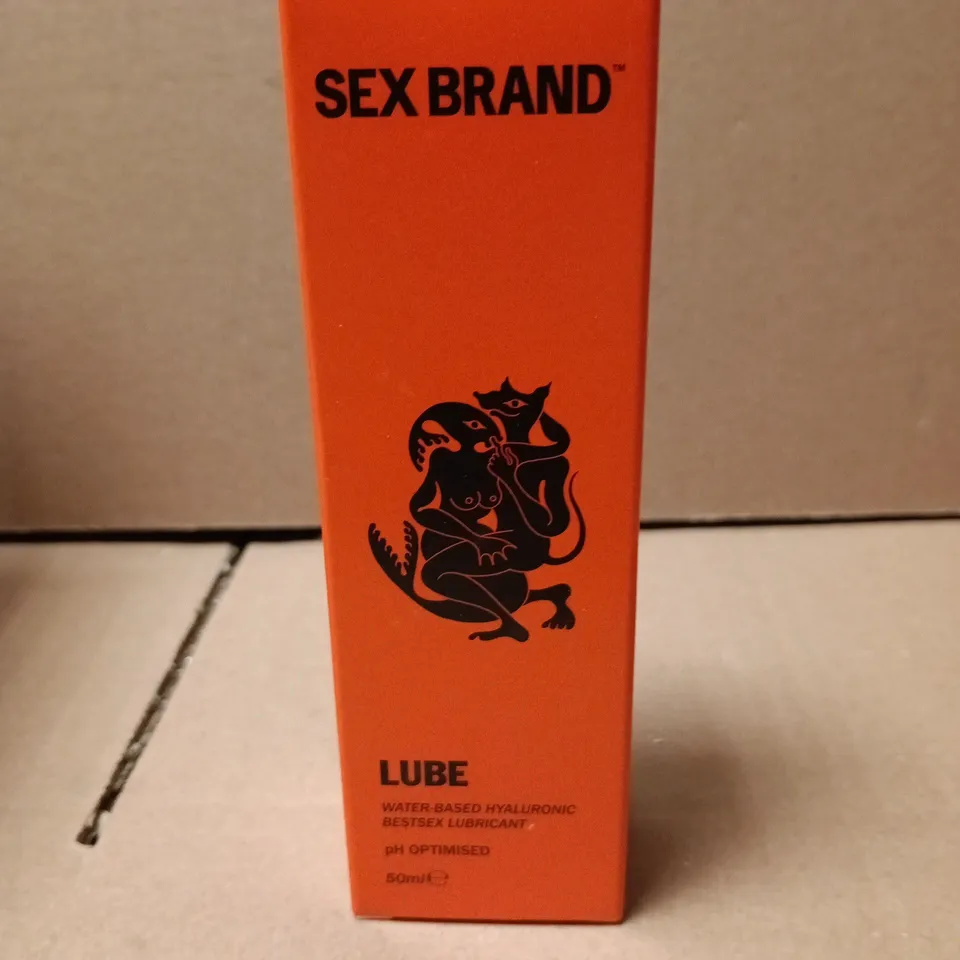 SEX BRAND™
LUBE
WATER-BASED HYALURONIC
BESTSEX LUBRICANT
pH OPTIMISED
50ml ℮